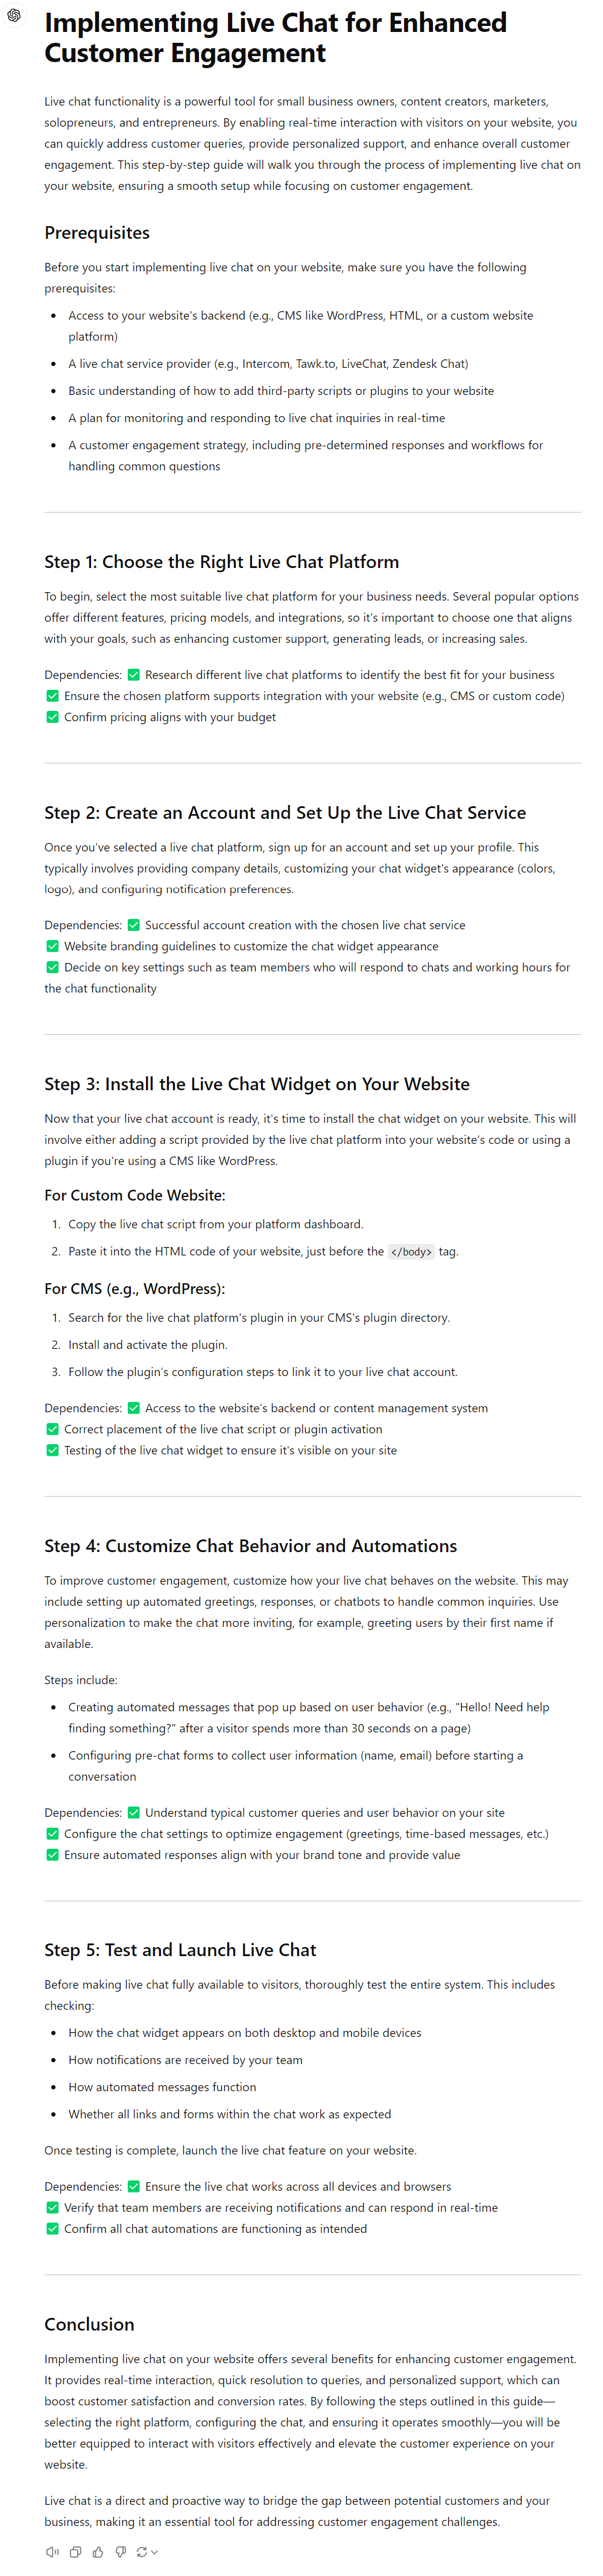 Implementing Live Chat for Enhanced
Customer Engagement
Live chat functionality is a powerful tool for small business owners, content creators, marketers,
solopreneurs, and entrepreneurs. By enabling real-time interaction with visitors on your website, you
can quickly address customer queries, provide personalized support, and enhance overall customer
engagement. This step-by-step guide will walk you through the process of implementing live chat on
your website, ensuring a smooth setup while focusing on customer engagement.
Prerequisites
Before you start implementing live chat on your website, make sure you have the following
prerequisites:
• Access to your website's backend (e.g., CMS like WordPress, HTML, or a custom website
platform)
• A live chat service provider (e.g., Intercom, Tawk.to, LiveChat, Zendesk Chat)
• Basic understanding of how to add third-party scripts or plugins to your website
• A plan for monitoring and responding to live chat inquiries in real-time
• A customer engagement strategy, including pre-determined responses and workflows for
handling common questions
Step 1: Choose the Right Live Chat Platform
To begin, select the most suitable live chat platform for your business needs. Several popular options
offer different features, pricing models, and integrations, so it's important to choose one that aligns
with your goals, such as enhancing customer support, generating leads, or increasing sales.
Dependencies: ✅ Research different live chat platforms to identify the best fit for your business
✅ Ensure the chosen platform supports integration with your website (e.g., CMS or custom code)
✅ Confirm pricing aligns with your budget
Step 2: Create an Account and Set Up the Live Chat Service
Once you've selected a live chat platform, sign up for an account and set up your profile. This
typically involves providing company details, customizing your chat widget's appearance (colors,
logo), and configuring notification preferences.
Dependencies: ✅ Successful account creation with the chosen live chat service
✅ Website branding guidelines to customize the chat widget appearance
✅ Decide on key settings such as team members who will respond to chats and working hours for
the chat functionality
Step 3: Install the Live Chat Widget on Your Website
Now that your live chat account is ready, it's time to install the chat widget on your website. This will
involve either adding a script provided by the live chat platform into your website's code or using a
plugin if you're using a CMS like WordPress.
For Custom Code Website:
1. Copy the live chat script from your platform dashboard.
2. Paste it into the HTML code of your website, just before the </body> tag.
For CMS (e.g., WordPress):
1. Search for the live chat platform's plugin in your CMS's plugin directory.
2. Install and activate the plugin.
3. Follow the plugin's configuration steps to link it to your live chat account.
Dependencies: ✅ Access to the website's backend or content management system
✅ Correct placement of the live chat script or plugin activation
✅ Testing of the live chat widget to ensure it's visible on your site
Step 4: Customize Chat Behavior and Automations
To improve customer engagement, customize how your live chat behaves on the website. This may
include setting up automated greetings, responses, or chatbots to handle common inquiries. Use
personalization to make the chat more inviting, for example, greeting users by their first name if
available.
Steps include:
• Creating automated messages that pop up based on user behavior (e.g., "Hello! Need help
finding something?" after a visitor spends more than 30 seconds on a page)
• Configuring pre-chat forms to collect user information (name, email) before starting a
conversation
Dependencies: ✅ Understand typical customer queries and user behavior on your site
✅ Configure the chat settings to optimize engagement (greetings, time-based messages, etc.)
✅ Ensure automated responses align with your brand tone and provide value
Step 5: Test and Launch Live Chat
Before making live chat fully available to visitors, thoroughly test the entire system. This includes
checking:
• How the chat widget appears on both desktop and mobile devices
• How notifications are received by your team
• How automated messages function
• Whether all links and forms within the chat work as expected
Once testing is complete, launch the live chat feature on your website.
Dependencies: ✅ Ensure the live chat works across all devices and browsers
✅ Verify that team members are receiving notifications and can respond in real-time
✅ Confirm all chat automations are functioning as intended
Conclusion
Implementing live chat on your website offers several benefits for enhancing customer engagement.
It provides real-time interaction, quick resolution to queries, and personalized support, which can
boost customer satisfaction and conversion rates. By following the steps outlined in this guide—
selecting the right platform, configuring the chat, and ensuring it operates smoothly—you will be
better equipped to interact with visitors effectively and elevate the customer experience on your
website.
Live chat is a direct and proactive way to bridge the gap between potential customers and your
business, making it an essential tool for addressing customer engagement challenges.